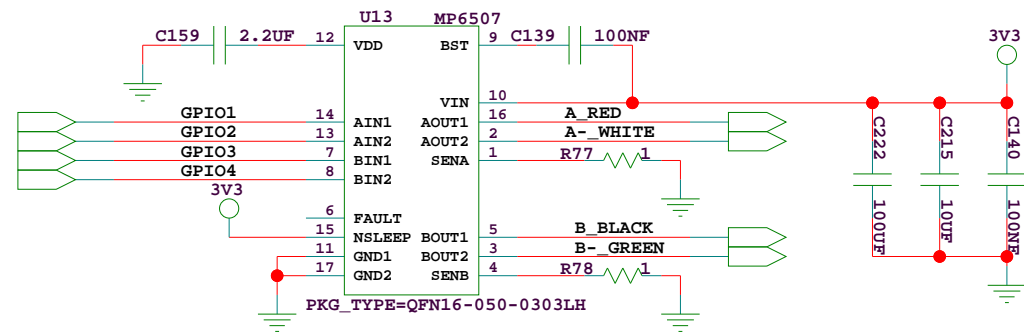 U13 MP6507
C159 2.2UF 12 VDD BST 9 C139 100NF 3V3
VIN 10
GPIO1 14 AIN1 AOUT1 16 A_RED
GPIO2 13 AIN2 AOUT2 2 A-_WHITE
GPIO3 7 BIN1 SENA 1 R77 1
GPIO4 8 BIN2
C222 C215 C140
100UF 10UF 100NF
3V3
6 FAULT
15 NSLEEP BOUT1 5 B_BLACK
11 GND1 BOUT2 3 B-_GREEN
17 GND2 SENB 4 R78 1
PKG_TYPE=QFN16-050-0303LH